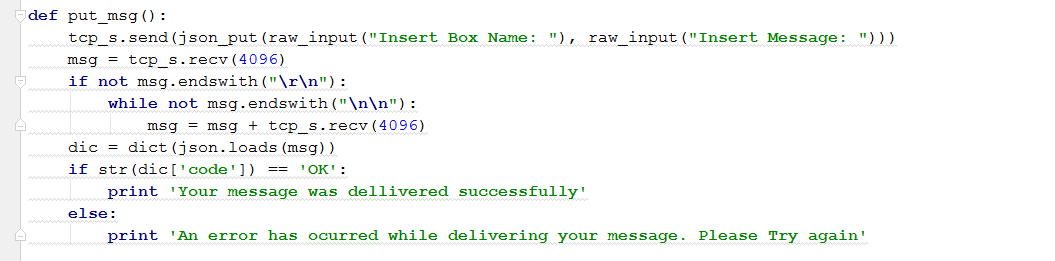 def put_msg():
    tcp_s.send(json_put(raw_input("Insert Box Name: "), raw_input("Insert Message: ")))
    msg = tcp_s.recv(4096)
    if not msg.endswith("\r\n"):
        while not msg.endswith("\n\n"):
            msg = msg + tcp_s.recv(4096)
    dic = dict(json.loads(msg))
    if str(dic['code']) == 'OK':
        print 'Your message was dellivered successfully'
    else:
        print 'An error has ocurred while delivering your message. Please Try again'